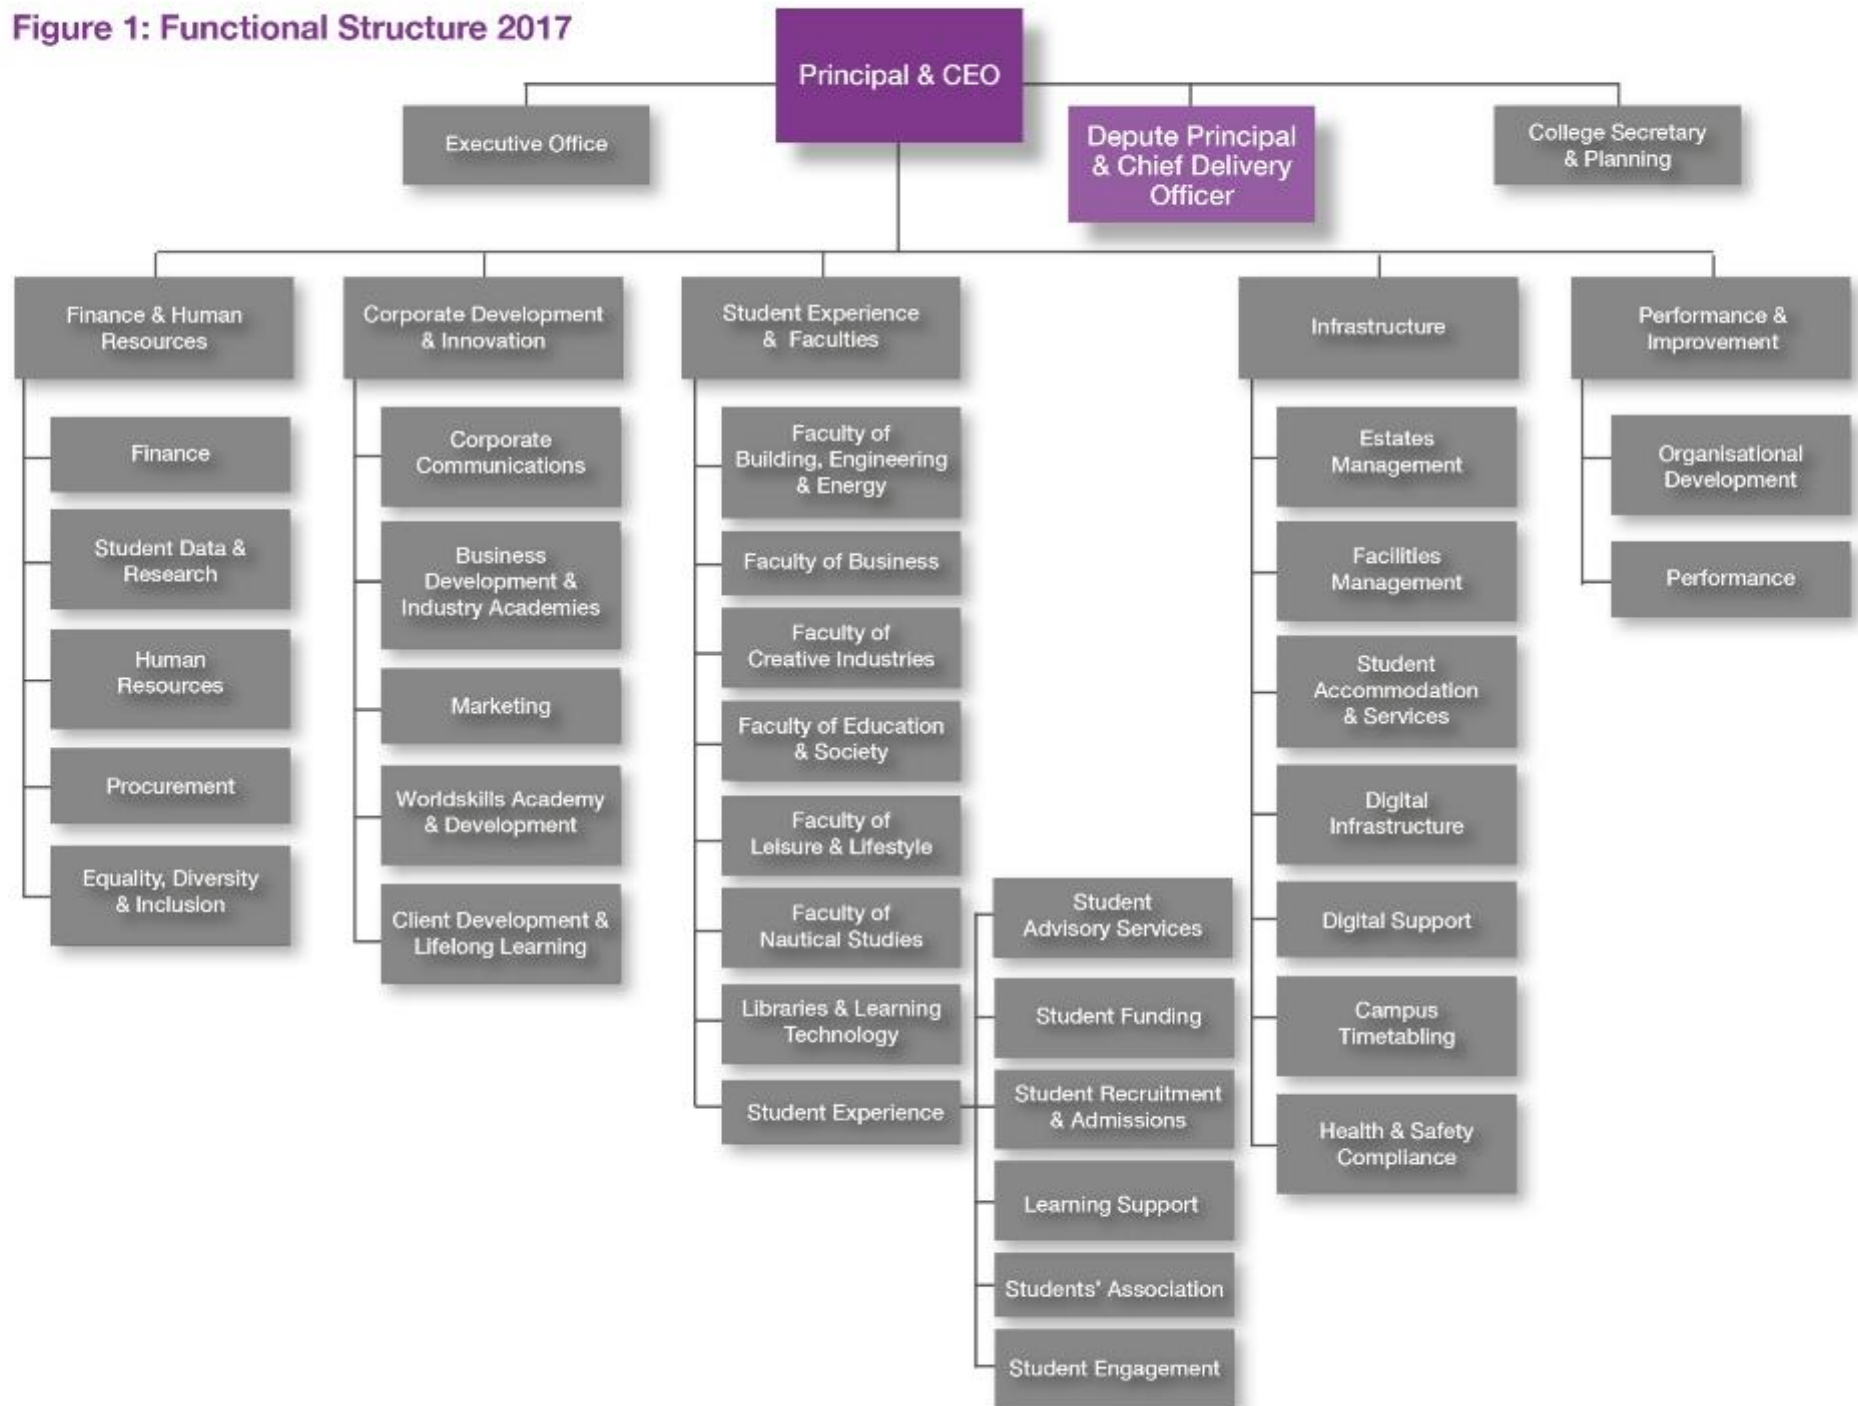 Figure 1: Functional Structure 2017
Principal & CEO
Executive Office
Depute Principal
& Chief Delivery
Officer
College Secretary
& Planning
Finance & Human
Resources
Finance
Student Data &
Research
Human
Resources
Procurement
Equality, Diversity
& Inclusion
Corporate Development
& Innovation
Corporate
Communications
Business
Development &
Industry Academies
Marketing
Worldskills Academy
& Development
Client Development &
Lifelong Learning
Student Experience
& Faculties
Faculty of
Building, Engineering
& Energy
Faculty of Business
Faculty of
Creative Industries
Faculty of Education
& Society
Faculty of
Leisure & Lifestyle
Faculty of
Nautical Studies
Libraries & Learning
Technology
Student Experience
Student
Advisory Services
Student Funding
Student Recruitment
& Admissions
Learning Support
Students' Association
Student Engagement
Infrastructure
Estates
Management
Facilities
Management
Student
Accommodation
& Services
Digital
Infrastructure
Digital Support
Campus
Timetabling
Health & Safety
Compliance
Performance &
Improvement
Organisational
Development
Performance